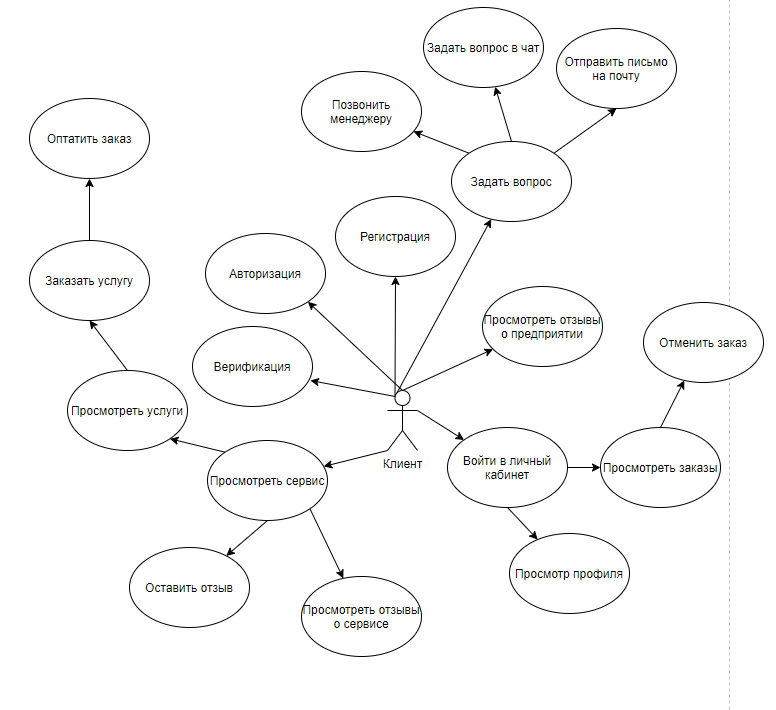 Задать вопрос в чат
Отправить письмо
на почту
Позвонить
менеджеру
Оптатить заказ
Задать вопрос
Регистрация
Авторизация
Заказать услугу
Просмотреть отзывы
о предприятии
Отменить заказ
Верификация
Просмотреть услуги
Клиент
Войти в личный
кабинет
Просмотреть заказы
Просмотреть сервис
Просмотр профиля
Оставить отзыв
Просмотреть отзывы
о сервисе